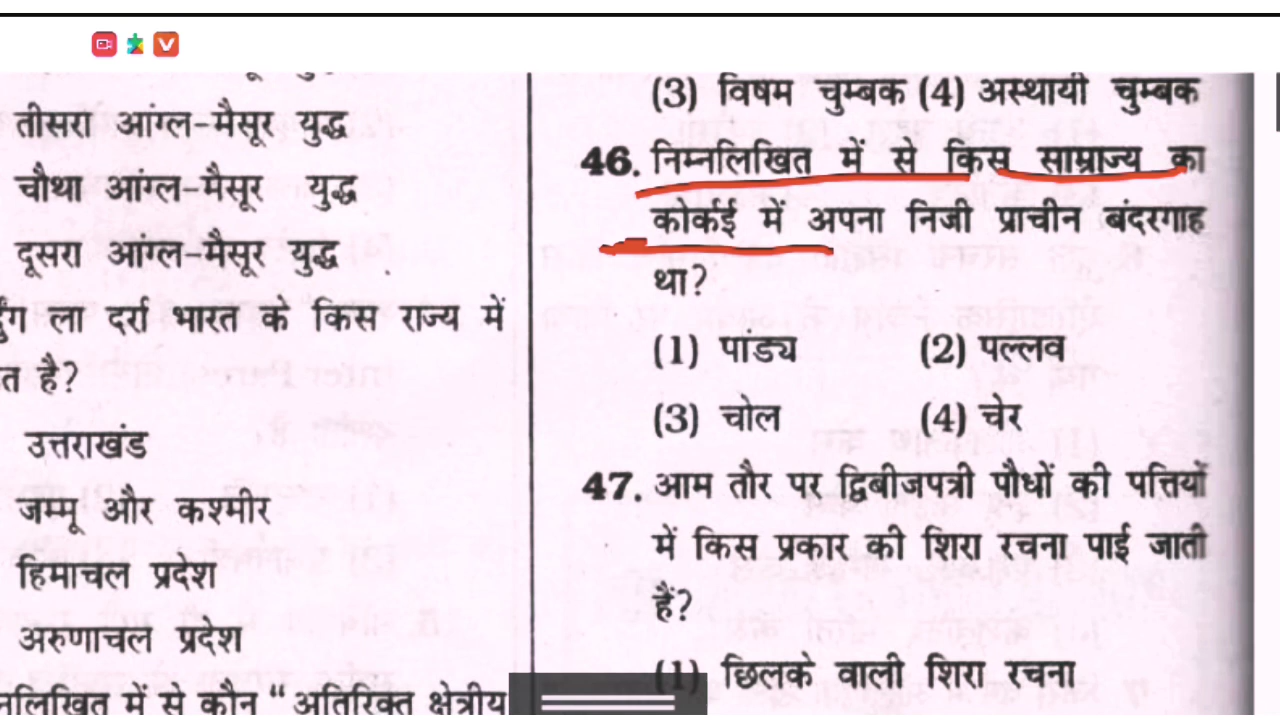 तीसरा आंग्ल-मैसूर युद्ध
चौथा आंग्ल-मैसूर युद्ध
दूसरा आंग्ल-मैसूर युद्ध
ला दर्रा भारत के किस राज्य में
त है?
उत्तराखंड
जम्मू और कश्मीर
हिमाचल प्रदेश
अरुणाचल प्रदेश
नलिखित में से कौन " अतिरिक्त क्षेत्रीय
(3) विषम चुम्बक (4) अस्थायी चुम्बक
46. निम्नलिखित में से किस साम्राज्य का
कोर्कई में अपना निजी प्राचीन बंदरगाह
था?
(1) पांड्य (2) पल्लव
(3) चोल (4) चेर
47. आम तौर पर द्विबीजपत्री पौधों की पत्तियों
में किस प्रकार की शिरा रचना पाई जाती
है?
(1) छिलके वाली शिरा रचना